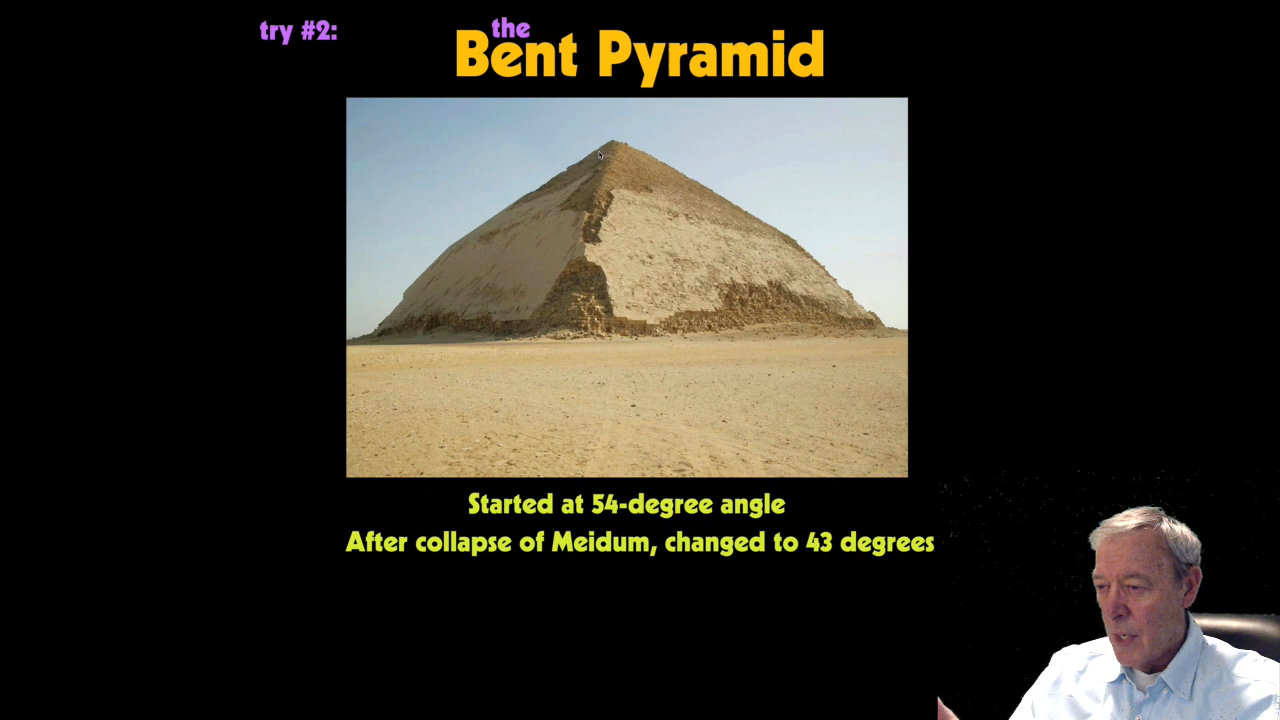 try #2:
the
Bent Pyramid
Started at 54-degree angle
After collapse of Meidum, changed to 43 degrees